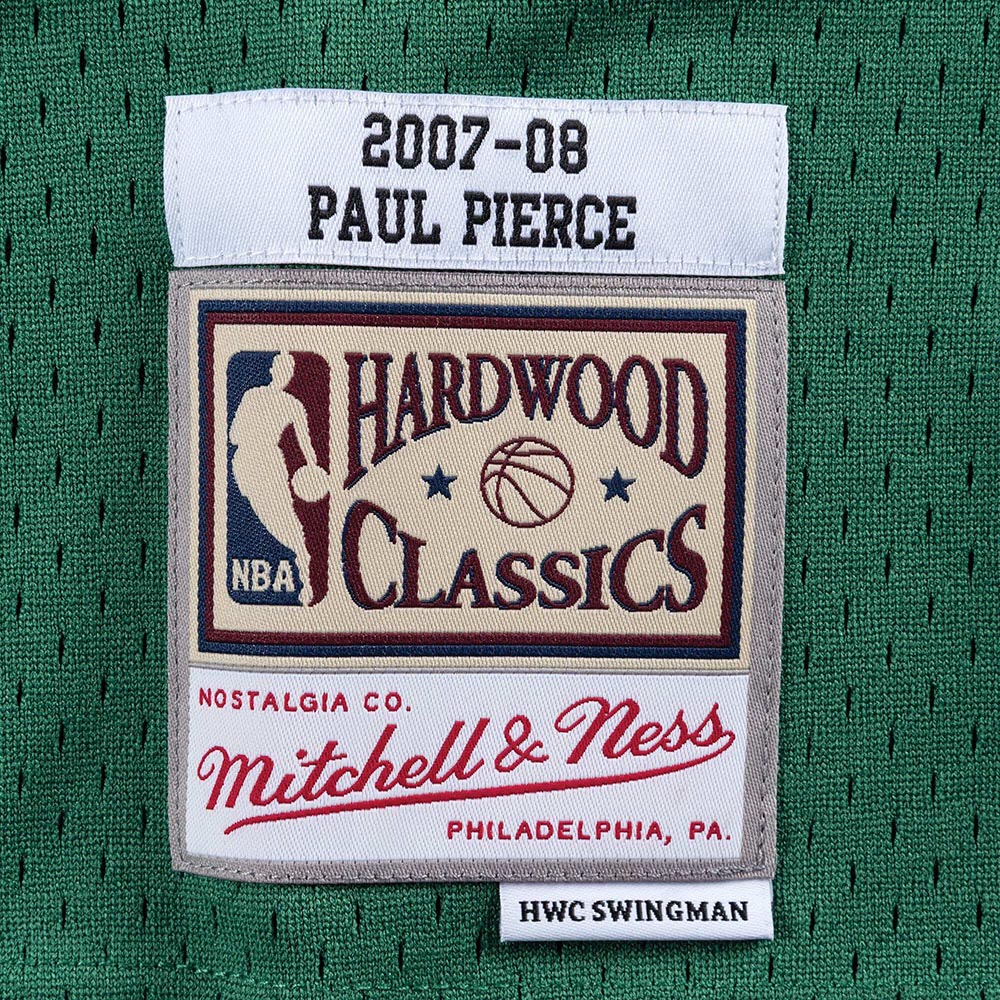 2007-08
PAUL PIERCE
HARDWOOD
CLASSICS
NBA
NOSTALGIA CO.
Mitchell & Ness
PHILADELPHIA, PA.
HWC SWINGMAN